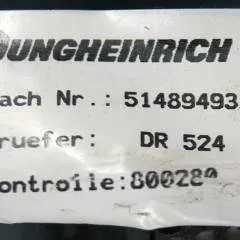 JUNGHEINRICH
ach Nr.: 51489493
ruefer: DR 524
ontrolle:800280